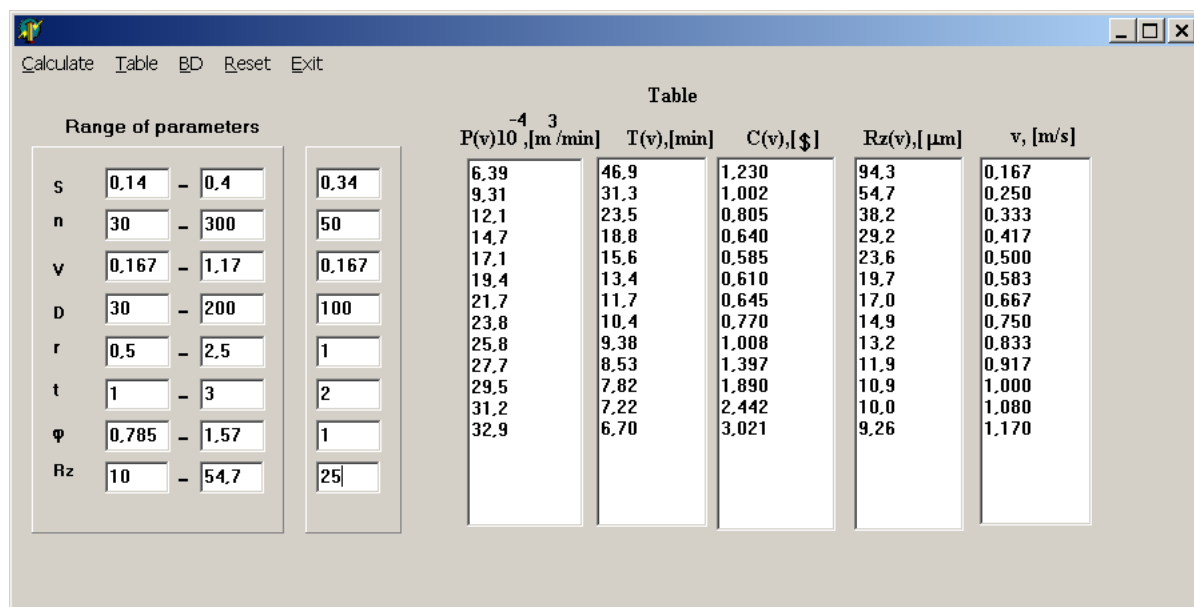 Calculate Table BD Reset Exit
Table
Range of parameters
P(v)10⁻⁴,[m³/min] T(v),[min] C(v),[$] Rz(v),[μm] v, [m/s]
S 0,14 – 0,4 0,34
n 30 – 300 50
V 0,167 – 1,17 0,167
D 30 – 200 100
r 0,5 – 2,5 1
t 1 – 3 2
φ 0,785 – 1,57 1
Rz 10 – 54,7 25
6,39 46,9 1,230 94,3 0,167
9,31 31,3 1,002 54,7 0,250
12,1 23,5 0,805 38,2 0,333
14,7 18,8 0,640 29,2 0,417
17,1 15,6 0,585 23,6 0,500
19,4 13,4 0,610 19,7 0,583
21,7 11,7 0,645 17,0 0,667
23,8 10,4 0,770 14,9 0,750
25,8 9,38 1,008 13,2 0,833
27,7 8,53 1,397 11,9 0,917
29,5 7,82 1,890 10,9 1,000
31,2 7,22 2,442 10,0 1,080
32,9 6,70 3,021 9,26 1,170